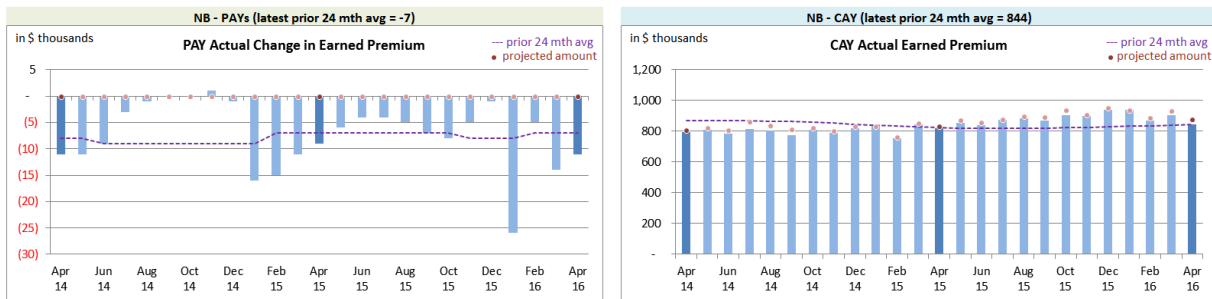 NB - PAYs (latest prior 24 mth avg = -7)
in $ thousands
PAY Actual Change in Earned Premium
prior 24 mth avg
projected amount
5
-
(5)
(10)
(15)
(20)
(25)
(30)
Apr Jun Aug Oct Dec Feb Apr Jun Aug Oct Dec Feb Apr
14 14 14 14 14 15 15 15 15 15 15 16 16
NB - CAY (latest prior 24 mth avg = 844)
in $ thousands
CAY Actual Earned Premium
prior 24 mth avg
projected amount
1,200
1,000
800
600
400
200
-
Apr Jun Aug Oct Dec Feb Apr Jun Aug Oct Dec Feb Apr
14 14 14 14 14 15 15 15 15 15 15 16 16